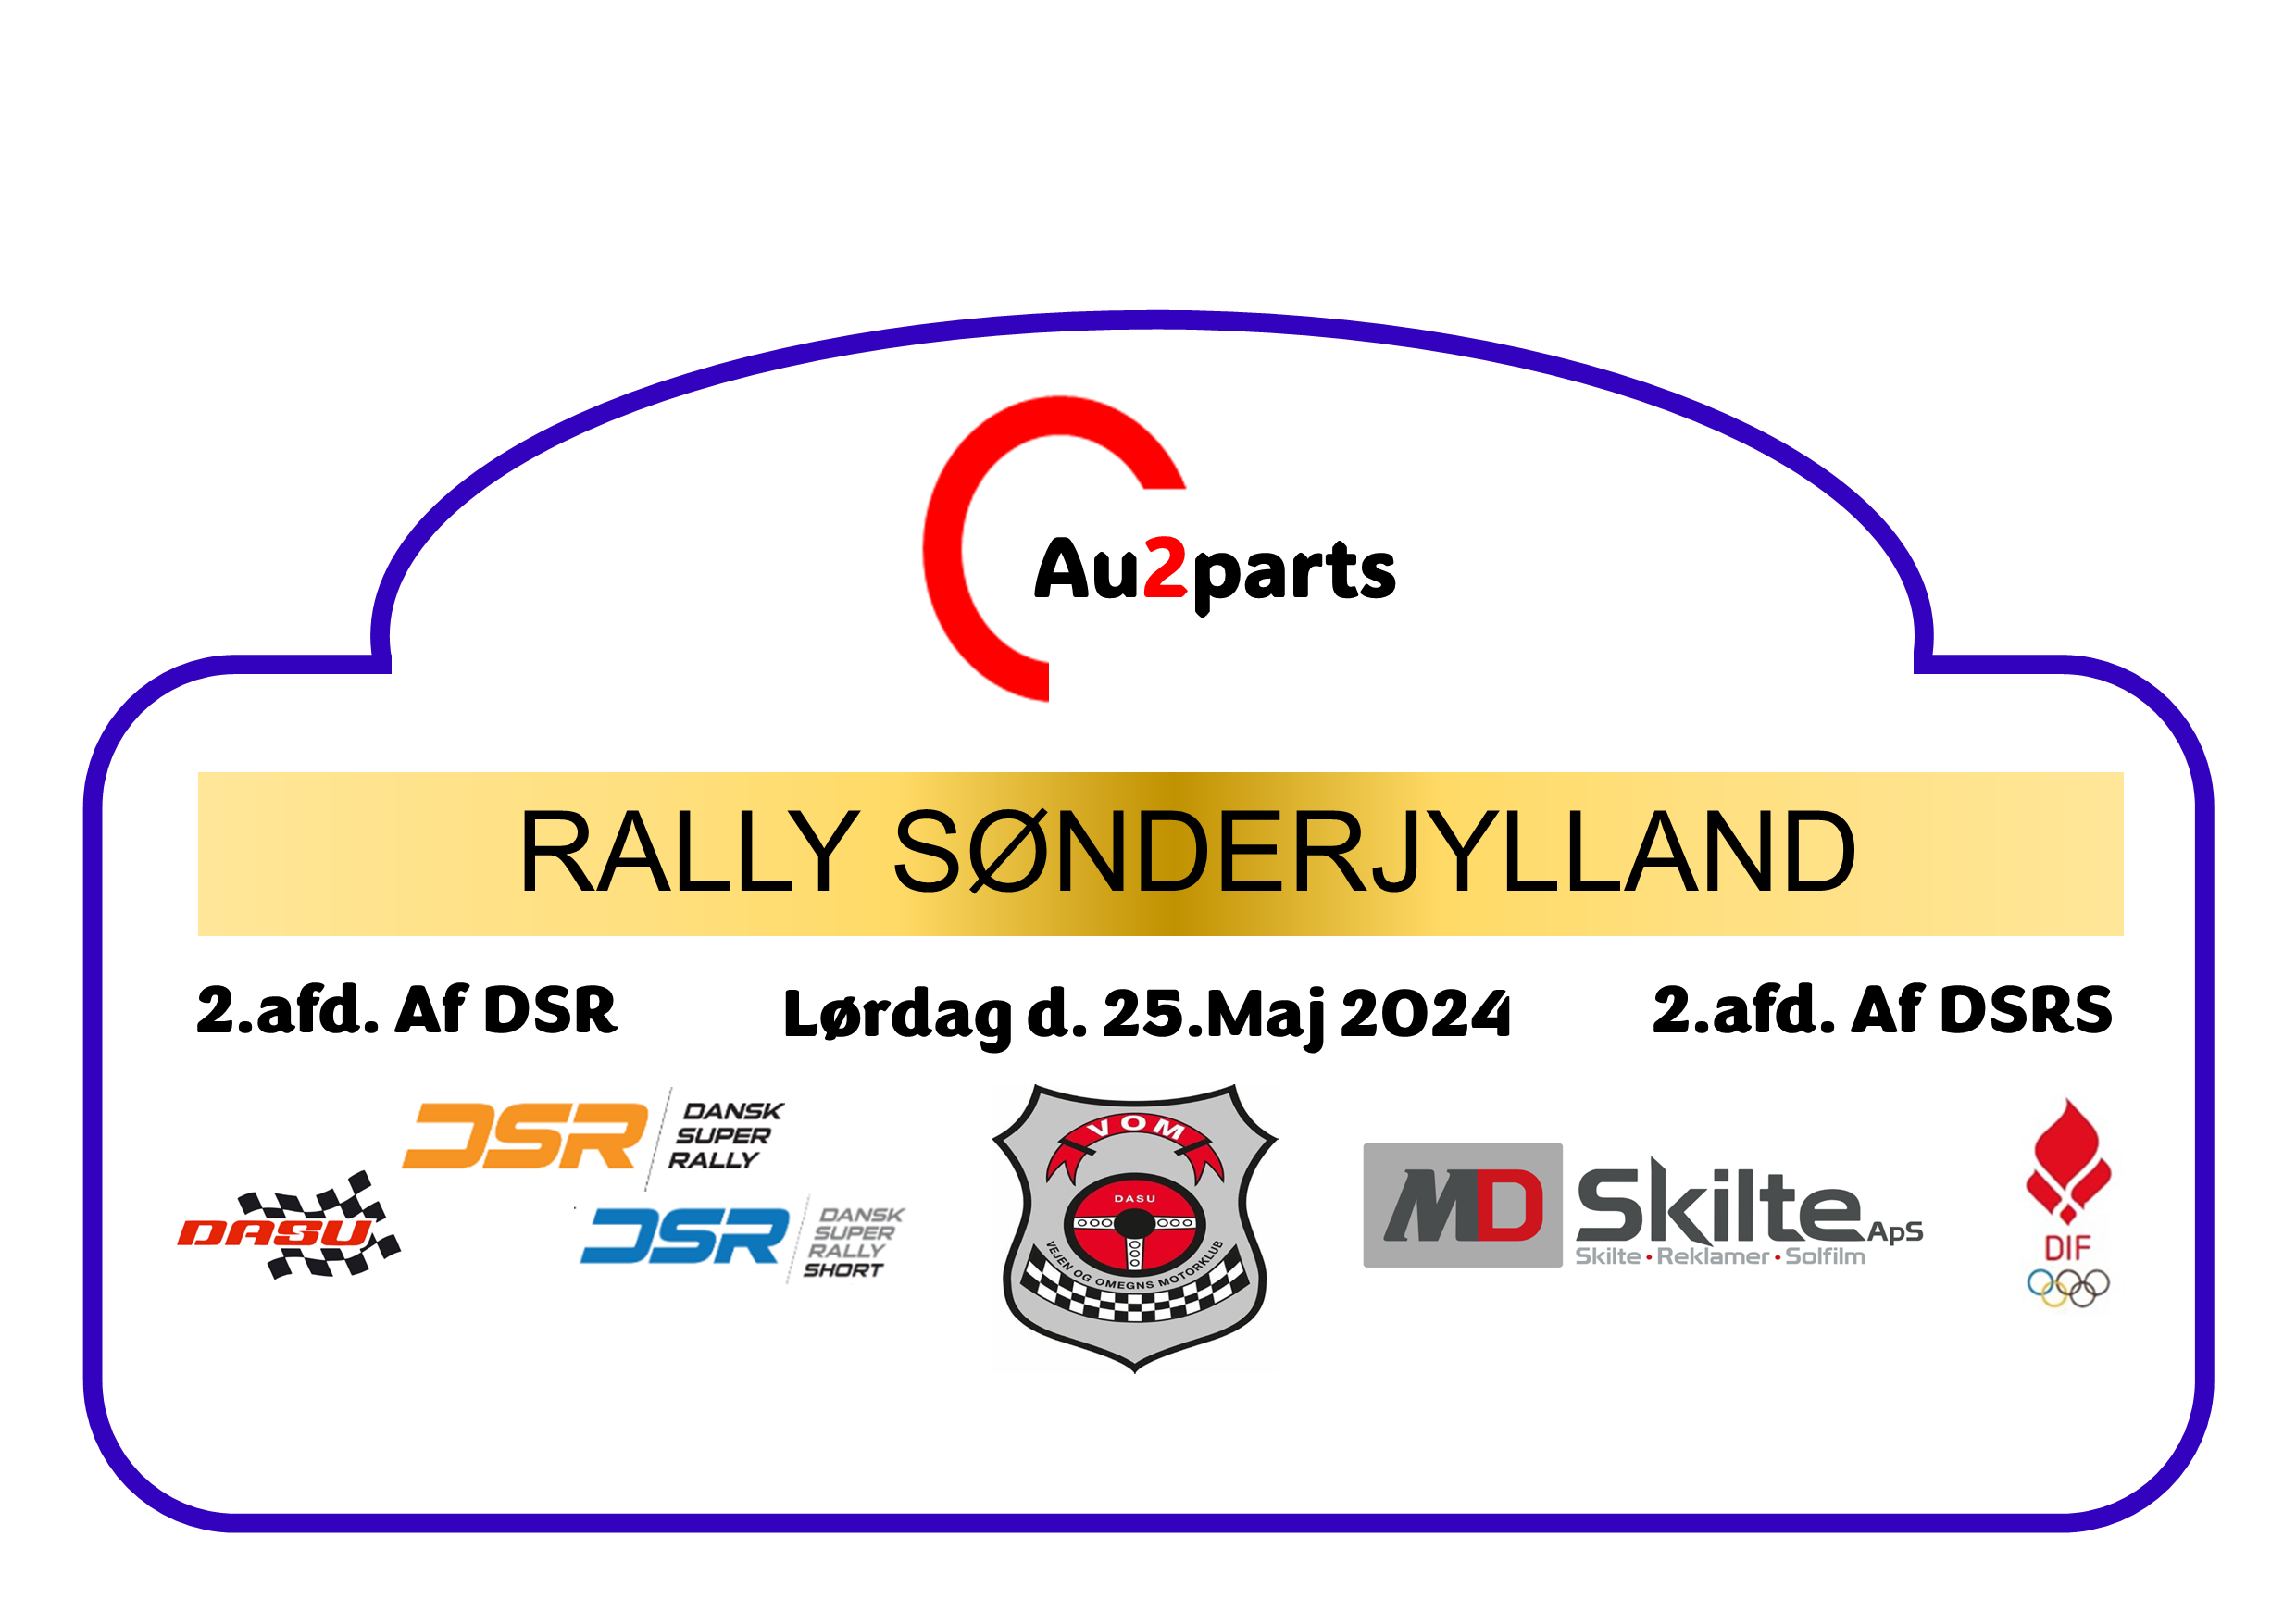 Au2parts
RALLY SØNDERJYLLAND
2.afd. Af DSR
Lørdag d. 25.Maj 2024
2.afd. Af DSRS
DSR
DANSK
SUPER
RALLY
DASU
DSR
DANSK
SUPER
RALLY
SHORT
VOM
DASU
VEJEN OG OMEGNS MOTORKLUB
MD Skilte ApS
Skilte • Reklamer • Solfilm
DIF